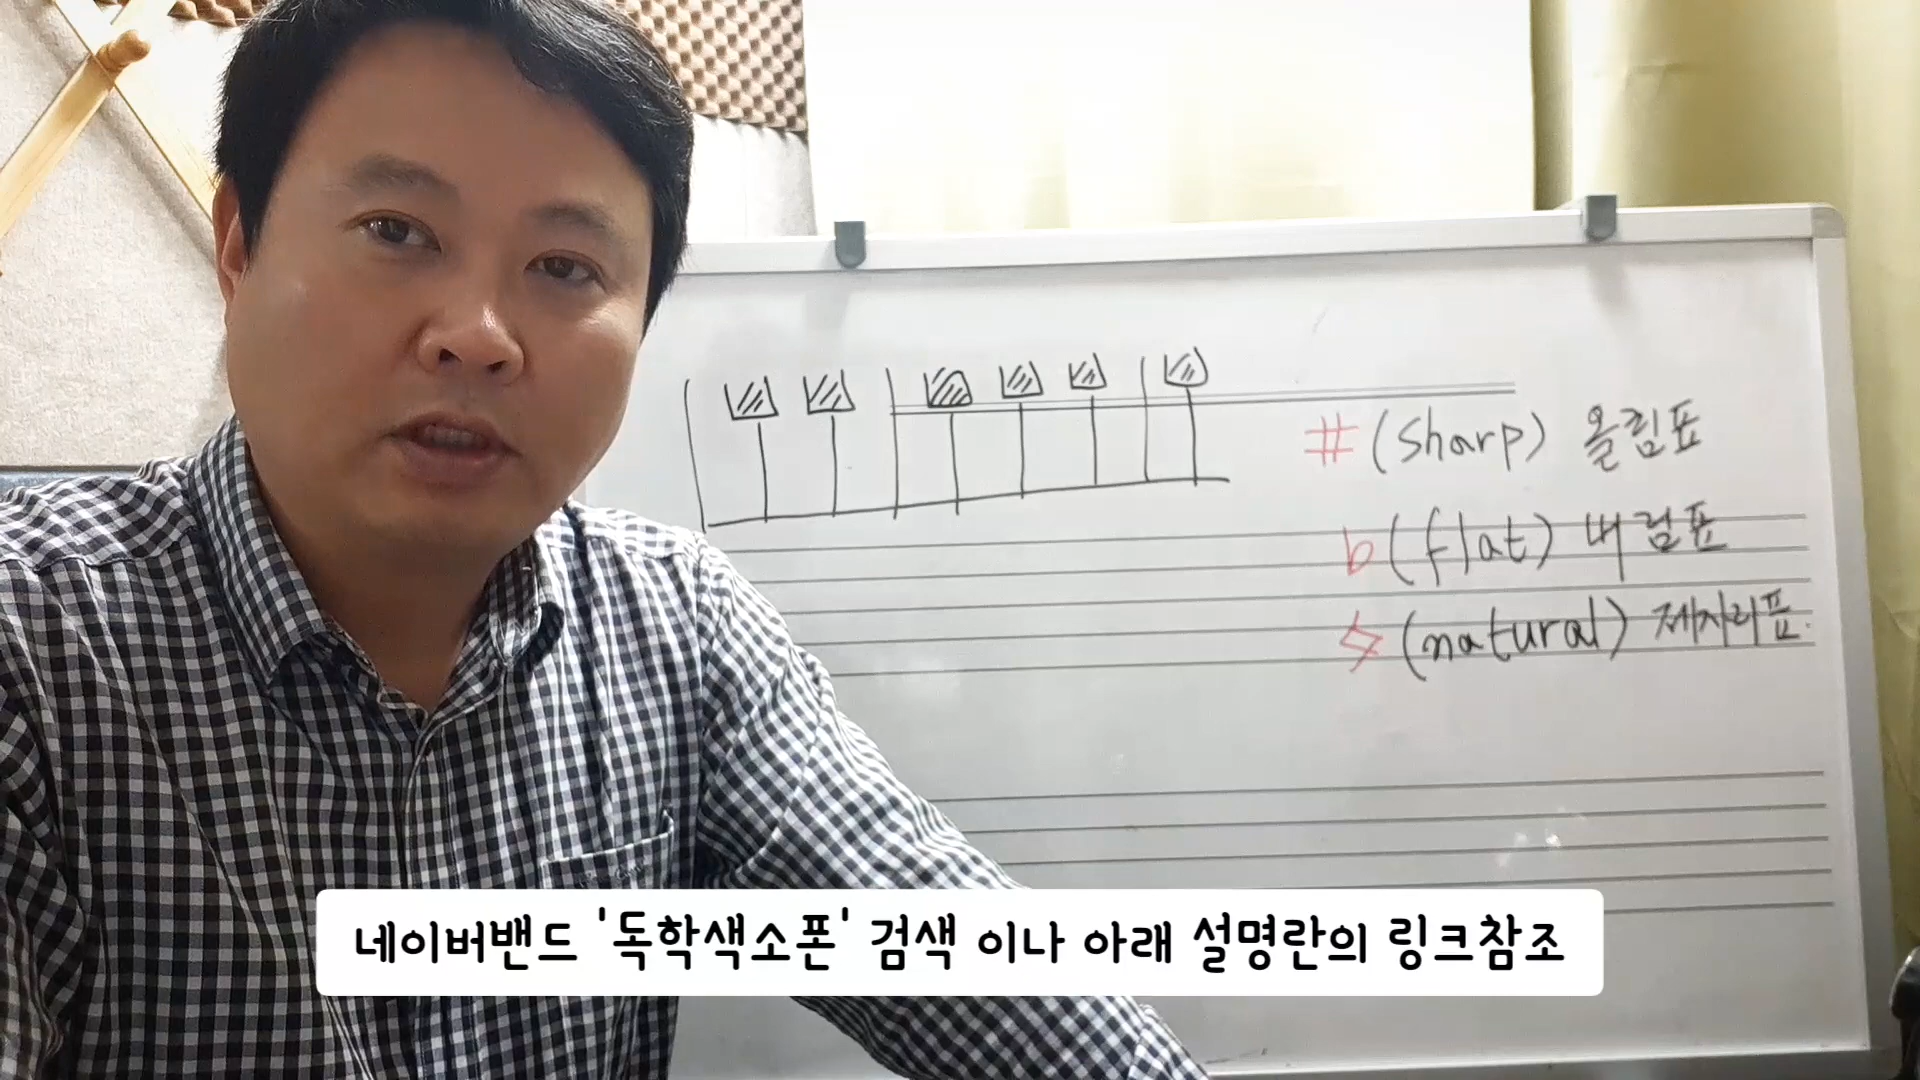 # (Sharp) 올림표
b (flat) 내림표
♮ (natural) 제자리표.
네이버밴드 '독학색소폰' 검색 이나 아래 설명란의 링크참조